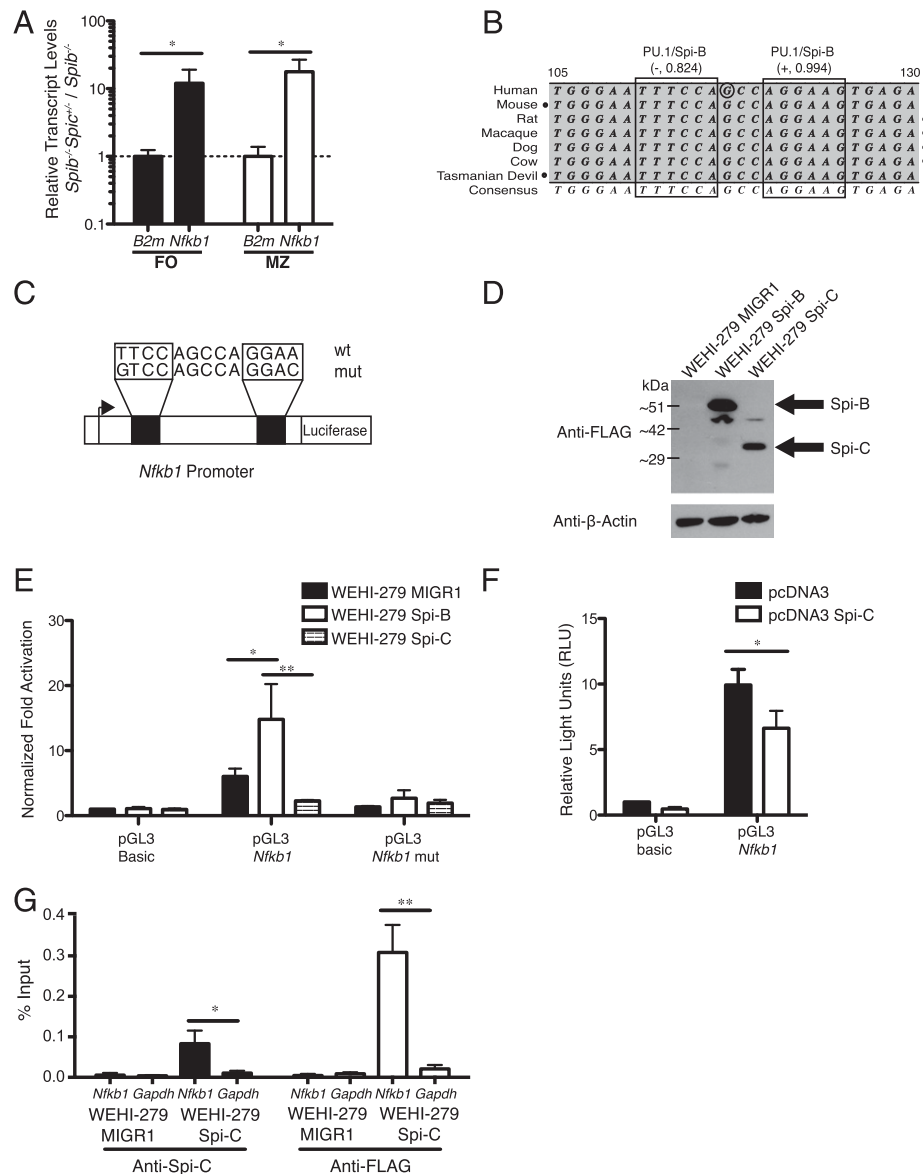 A
Relative Transcript Levels
Spib-/-Spic+/- / Spib-/-
100
10
1
0.1
*
*
B2m Nfkb1 B2m Nfkb1
FO MZ
B
PU.1/Spi-B PU.1/Spi-B
(-, 0.824) (+, 0.994)
105 130
Human T G G G A A T T T C C A G C C A G G A A G T G A G A
Mouse T G G G A A T T T C C A G C C A G G A A G T G A G A
Rat T G G G A A T T T C C A G C C A G G A A G T G A G A
Macaque T G G G A A T T T C C A G C C A G G A A G T G A G A
Dog T G G G A A T T T C C A G C C A G G A A G T G A G A
Cow T G G G A A T T T C C A G C C A G G A A G T G A G A
Tasmanian Devil T G G G A A T T T C C A G C C A G G A A G T G A G A
Consensus T G G G A A T T T C C A G C C A G G A A G T G A G A
C
TTCC AGCCA GGAA wt
GTCC AGCCA GGAC mut
Luciferase
Nfkb1 Promoter
D
WEHI-279 MIGR1
WEHI-279 Spi-B
WEHI-279 Spi-C
kDa
~51
~42
~29
Anti-FLAG
Spi-B
Spi-C
Anti-β-Actin
E
WEHI-279 MIGR1
WEHI-279 Spi-B
WEHI-279 Spi-C
Normalized Fold Activation
30
20
10
0
*
**
pGL3 Basic
pGL3 Nfkb1
pGL3 Nfkb1 mut
F
pcDNA3
pcDNA3 Spi-C
Relative Light Units (RLU)
15
10
5
0
*
pGL3 basic
pGL3 Nfkb1
G
% Input
0.4
0.3
0.2
0.1
0.0
*
**
Nfkb1 Gapdh Nfkb1 Gapdh Nfkb1 Gapdh Nfkb1 Gapdh
WEHI-279 MIGR1
WEHI-279 Spi-C
WEHI-279 MIGR1
WEHI-279 Spi-C
Anti-Spi-C Anti-FLAG